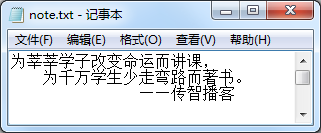 note.txt - 记事本
文件(F) 编辑(E) 格式(O) 查看(V) 帮助(H)
为莘莘学子改变命运而讲课，
为千万学生少走弯路而著书。
——传智播客